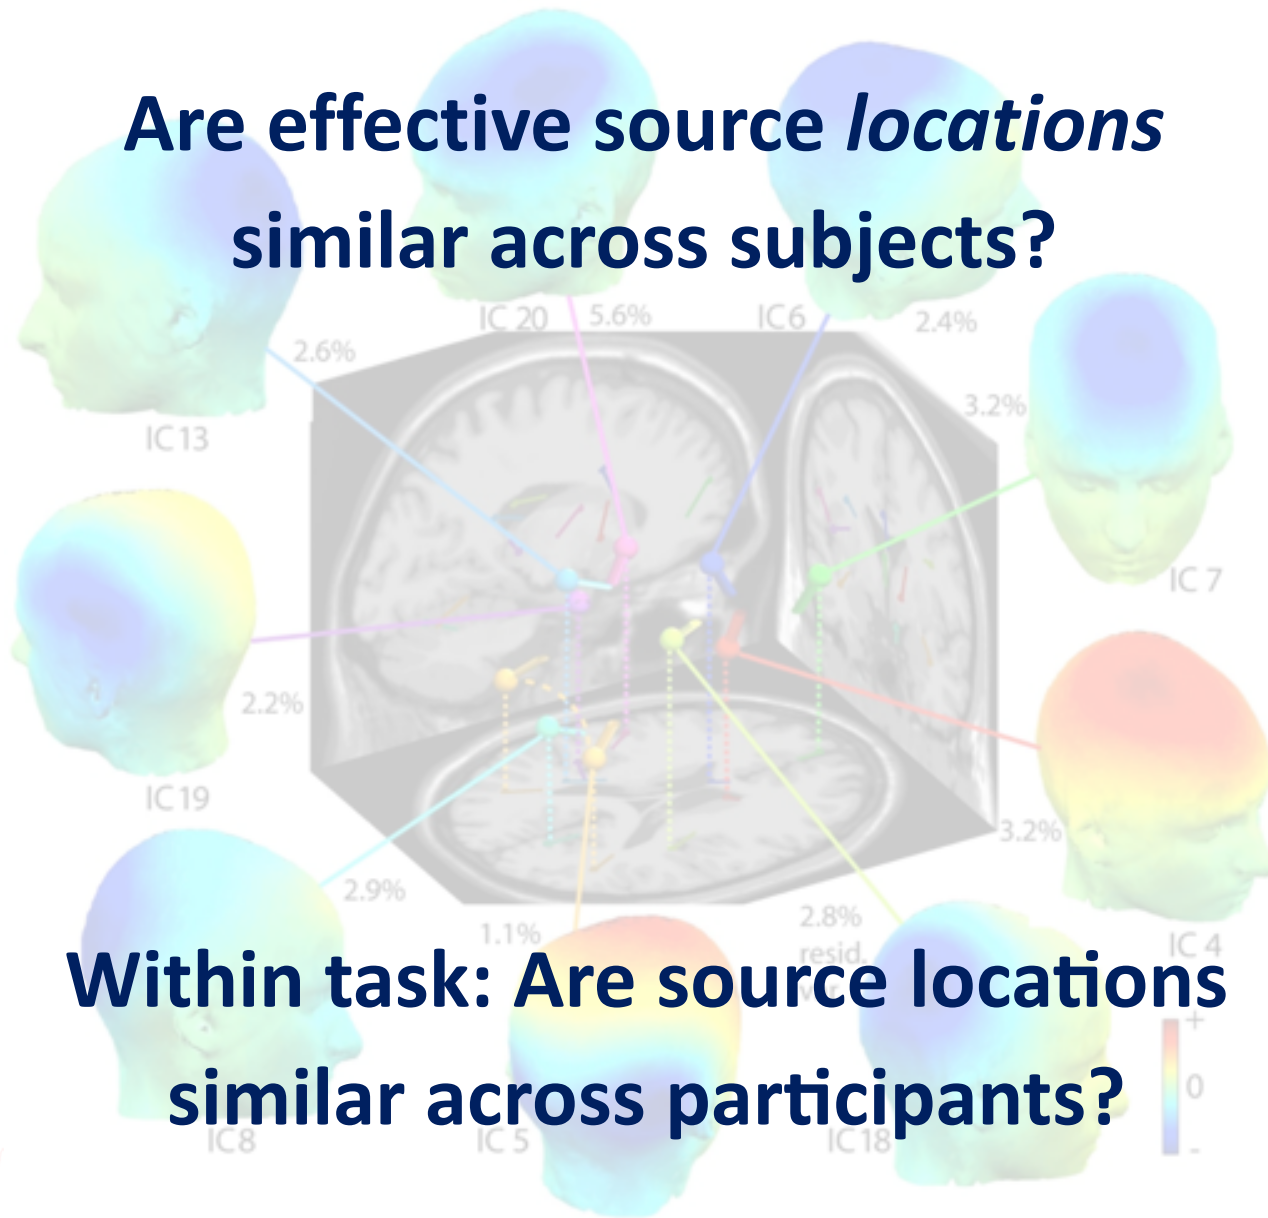 Are effective source locations
similar across subjects?
IC 20
5.6%
IC6
2.4%
2.6%
3.2%
IC13
IC 7
2.2%
IC19
3.2%
2.9%
1.1%
2.8%
resid.
IC 4
Within task: Are source locations
similar across participants?
+
0
-
IC8
IC 5
IC18